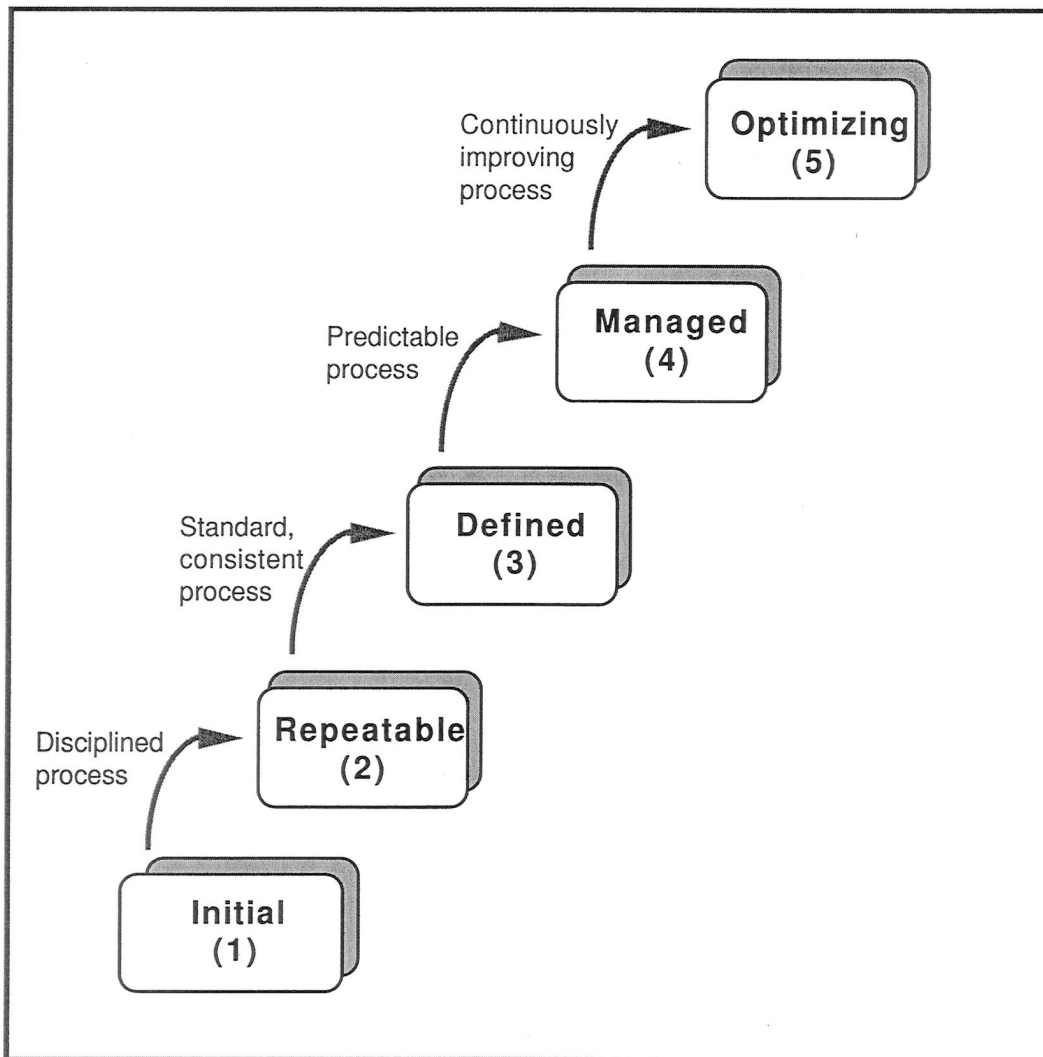 Continuously
improving
process
Optimizing
(5)
Predictable
process
Managed
(4)
Standard,
consistent
process
Defined
(3)
Disciplined
process
Repeatable
(2)
Initial
(1)